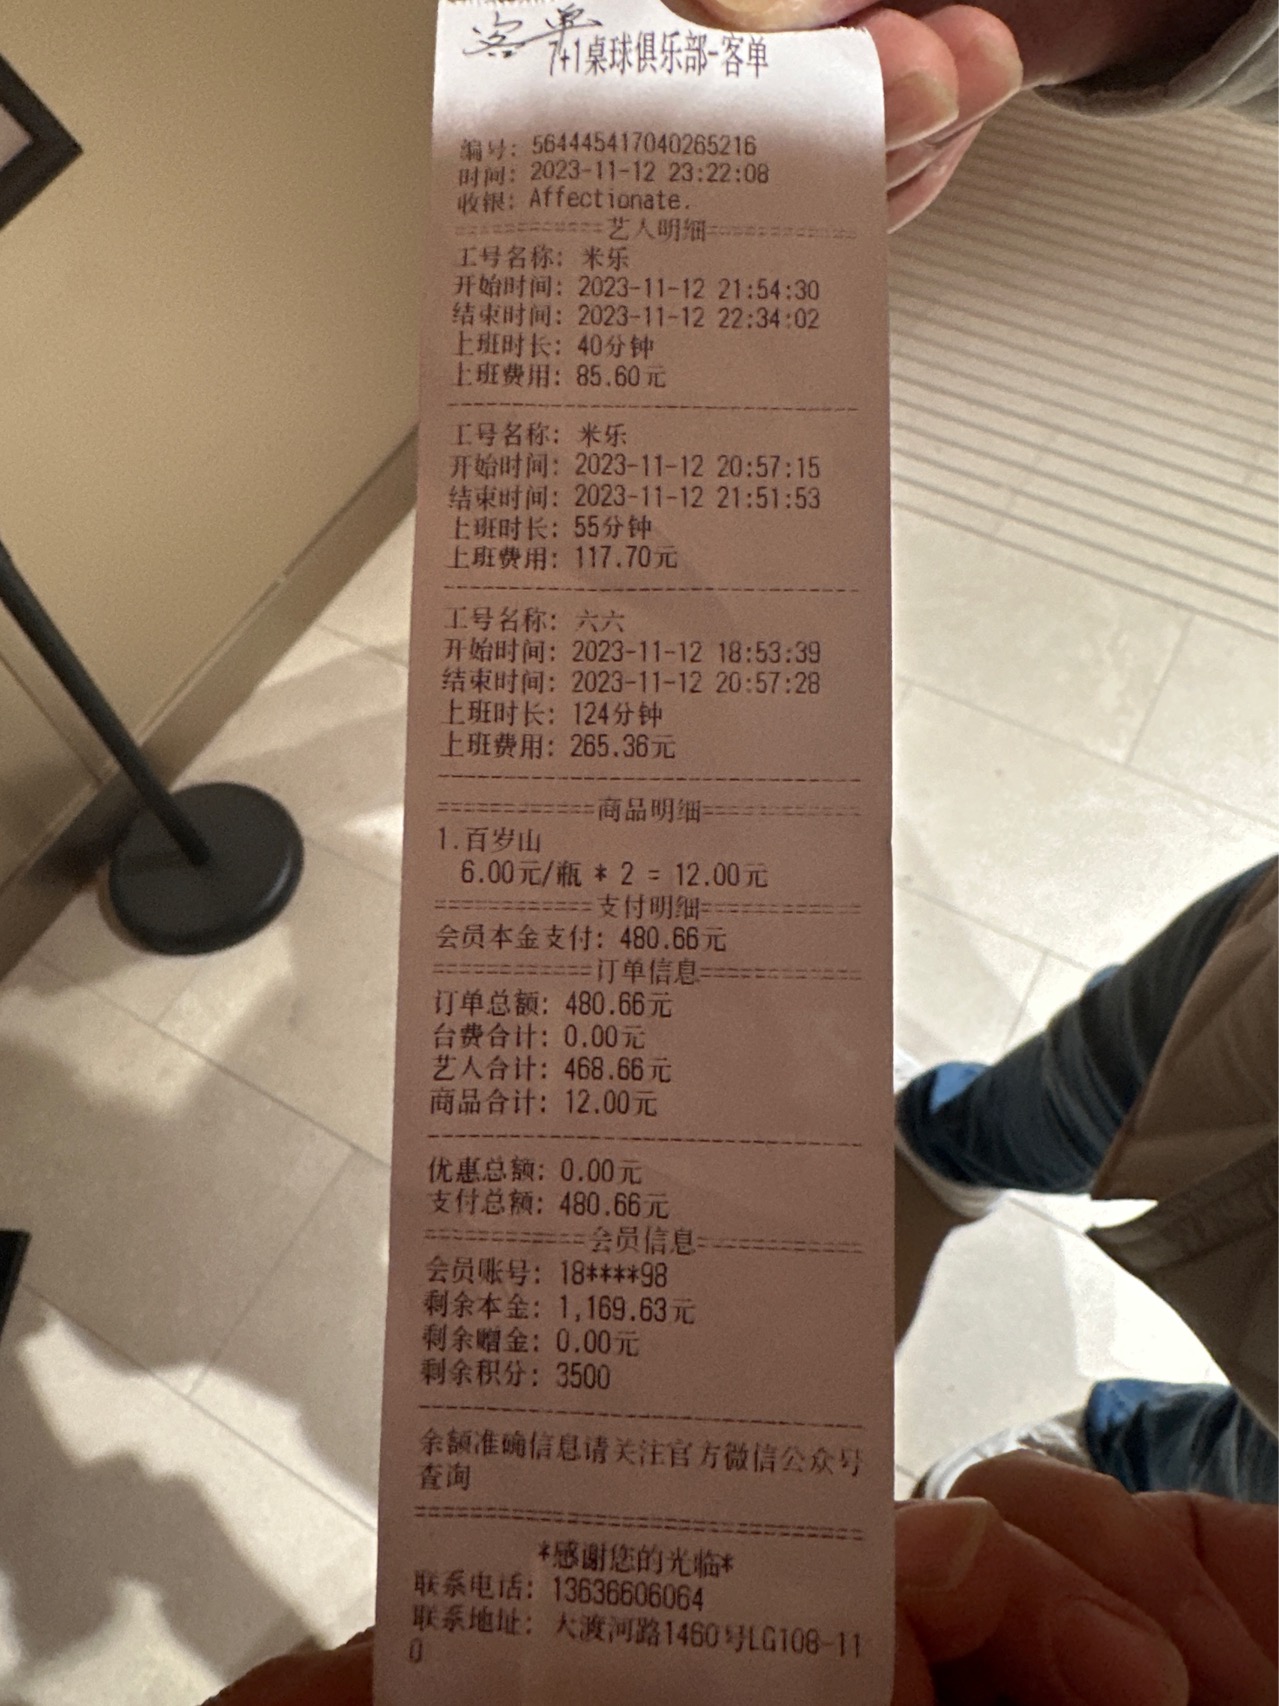 客单
7+1桌球俱乐部-客单
编号: 564445417040265216
时间: 2023-11-12 23:22:08
收银: Affectionate.
============艺人明细============
工号名称: 米乐
开始时间: 2023-11-12 21:54:30
结束时间: 2023-11-12 22:34:02
上班时长: 40分钟
上班费用: 85.60元
--------------------------------
工号名称: 米乐
开始时间: 2023-11-12 20:57:15
结束时间: 2023-11-12 21:51:53
上班时长: 55分钟
上班费用: 117.70元
--------------------------------
工号名称: 六六
开始时间: 2023-11-12 18:53:39
结束时间: 2023-11-12 20:57:28
上班时长: 124分钟
上班费用: 265.36元
--------------------------------
============商品明细============
1.百岁山
6.00元/瓶 * 2 = 12.00元
============支付明细============
会员本金支付: 480.66元
============订单信息============
订单总额: 480.66元
台费合计: 0.00元
艺人合计: 468.66元
商品合计: 12.00元
--------------------------------
优惠总额: 0.00元
支付总额: 480.66元
============会员信息============
会员账号: 18****98
剩余本金: 1,169.63元
剩余赠金: 0.00元
剩余积分: 3500
--------------------------------
余额准确信息请关注官方微信公众号
查询
================================
*感谢您的光临*
联系电话: 13636606064
联系地址: 大渡河路1460号LG108-11
0